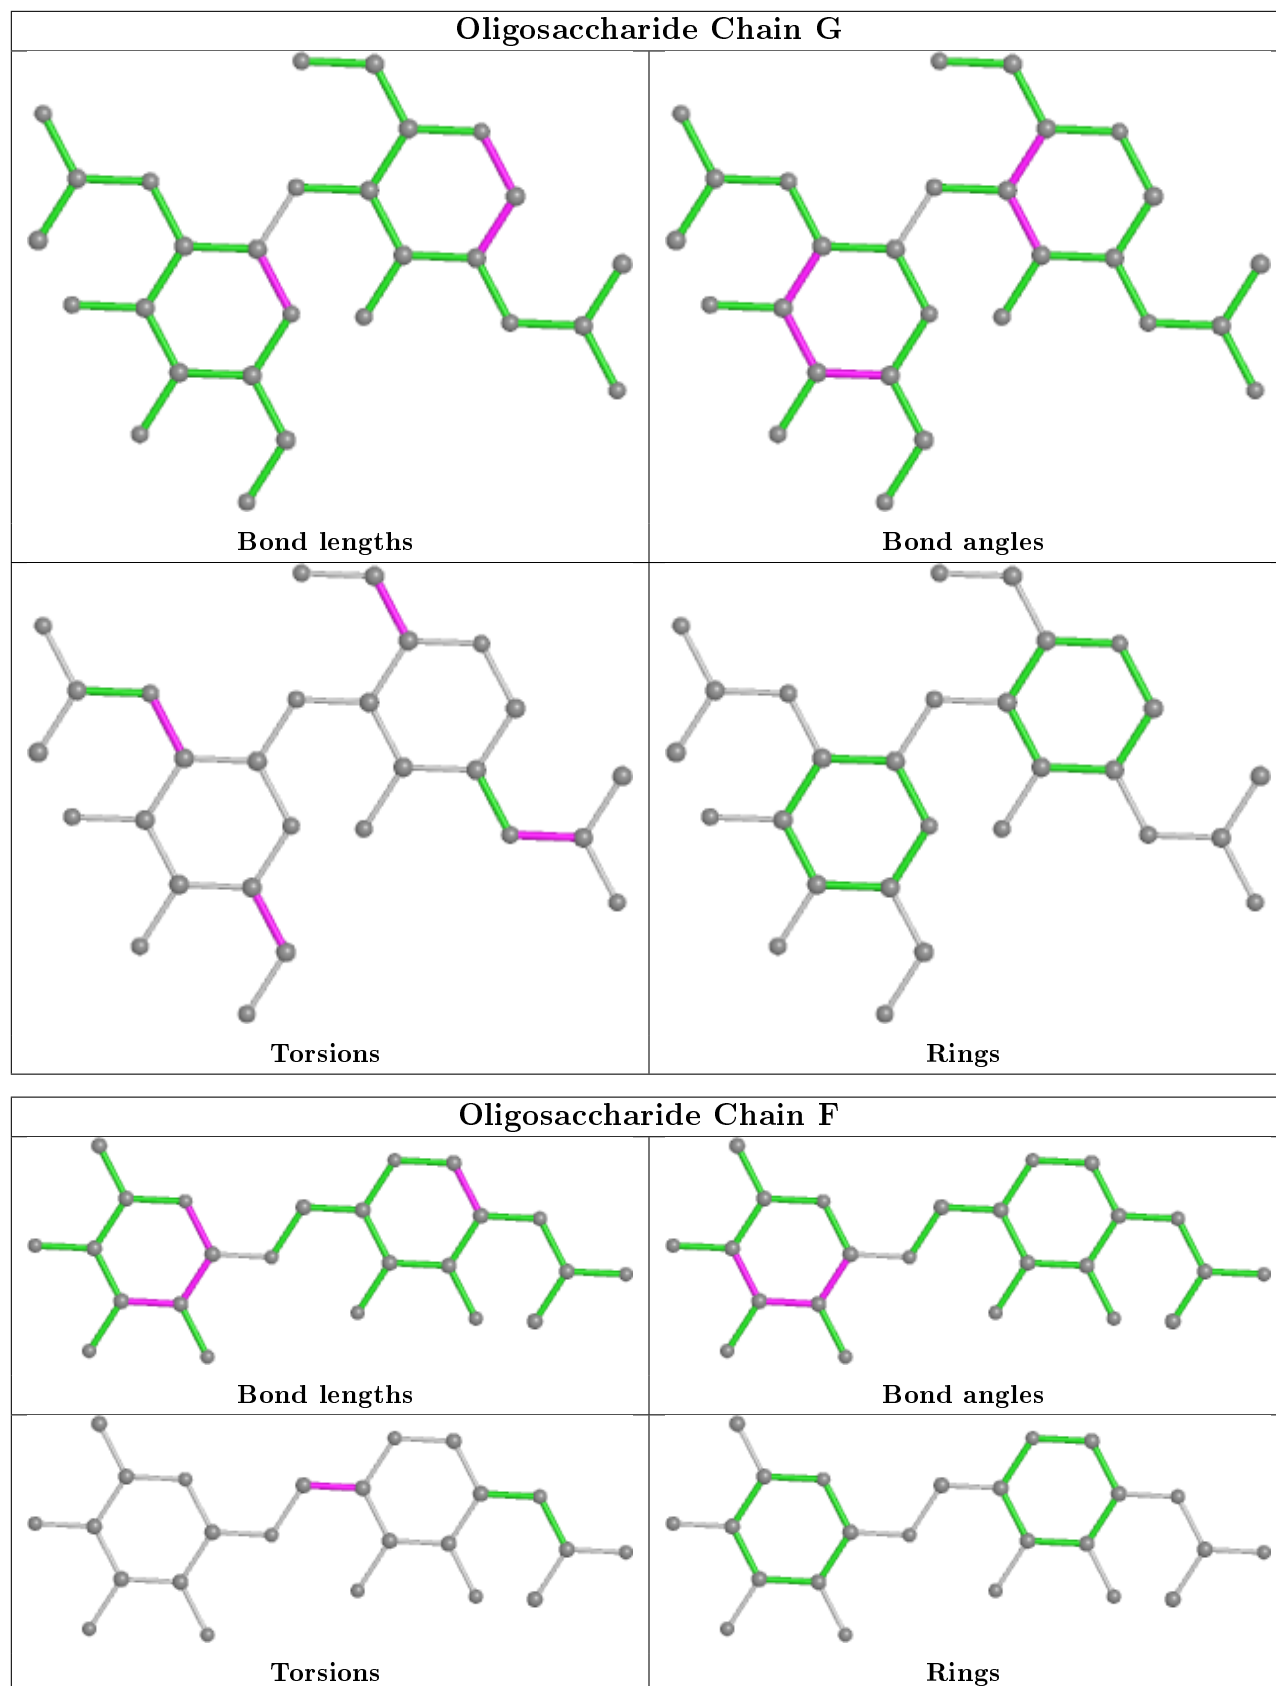 Oligosaccharide Chain G
Bond lengths
Bond angles
Torsions
Rings
Oligosaccharide Chain F
Bond lengths
Bond angles
Torsions
Rings